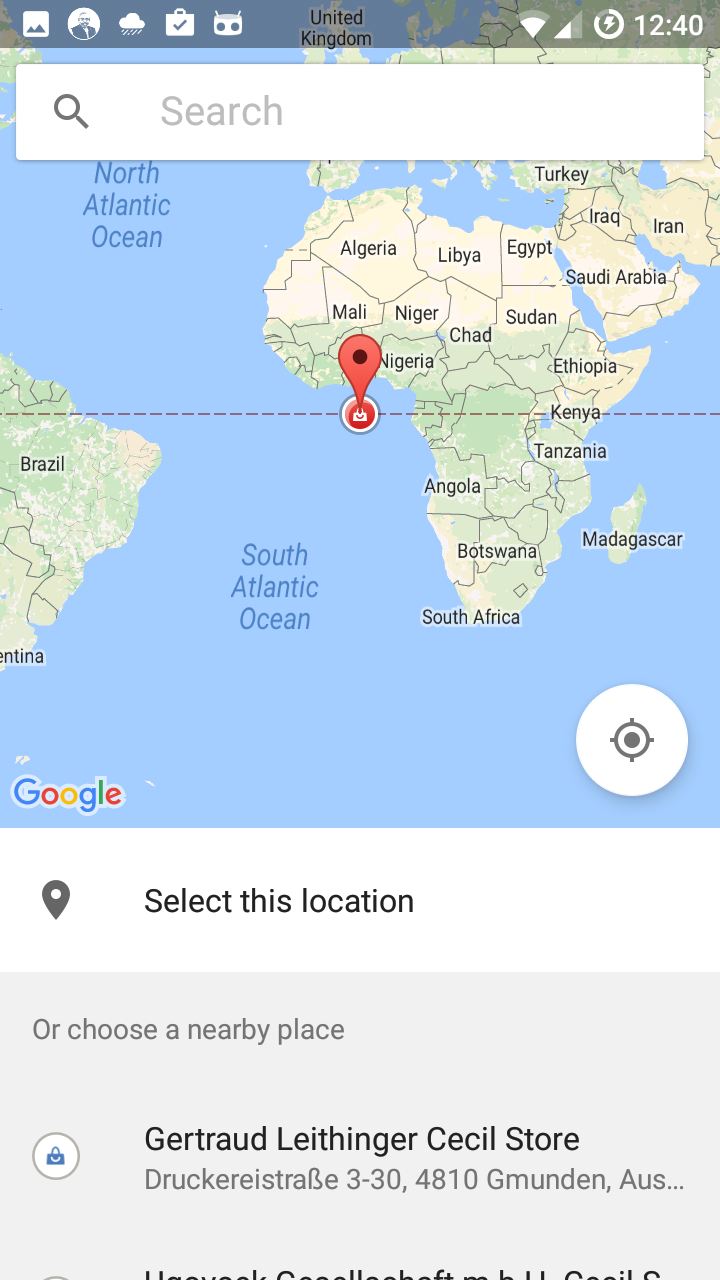 United
Kingdom
12:40
Search
North
Atlantic
Ocean
Turkey
Iraq
Iran
Algeria
Libya
Egypt
Saudi Arabia
Mali
Niger
Sudan
Chad
Nigeria
Ethiopia
Kenya
Brazil
Tanzania
Angola
South
Atlantic
Ocean
Madagascar
Botswana
South Africa
entina
Google
Select this location
Or choose a nearby place
Gertraud Leithinger Cecil Store
Druckereistraße 3-30, 4810 Gmunden, Aus...